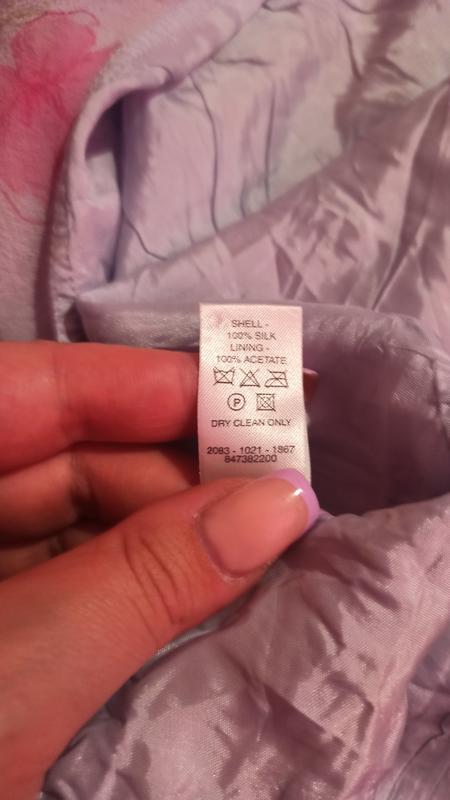 SHELL -
100% SILK
LINING -
100% ACETATE
P
DRY CLEAN ONLY
2083 - 1021 - 1867
847382200